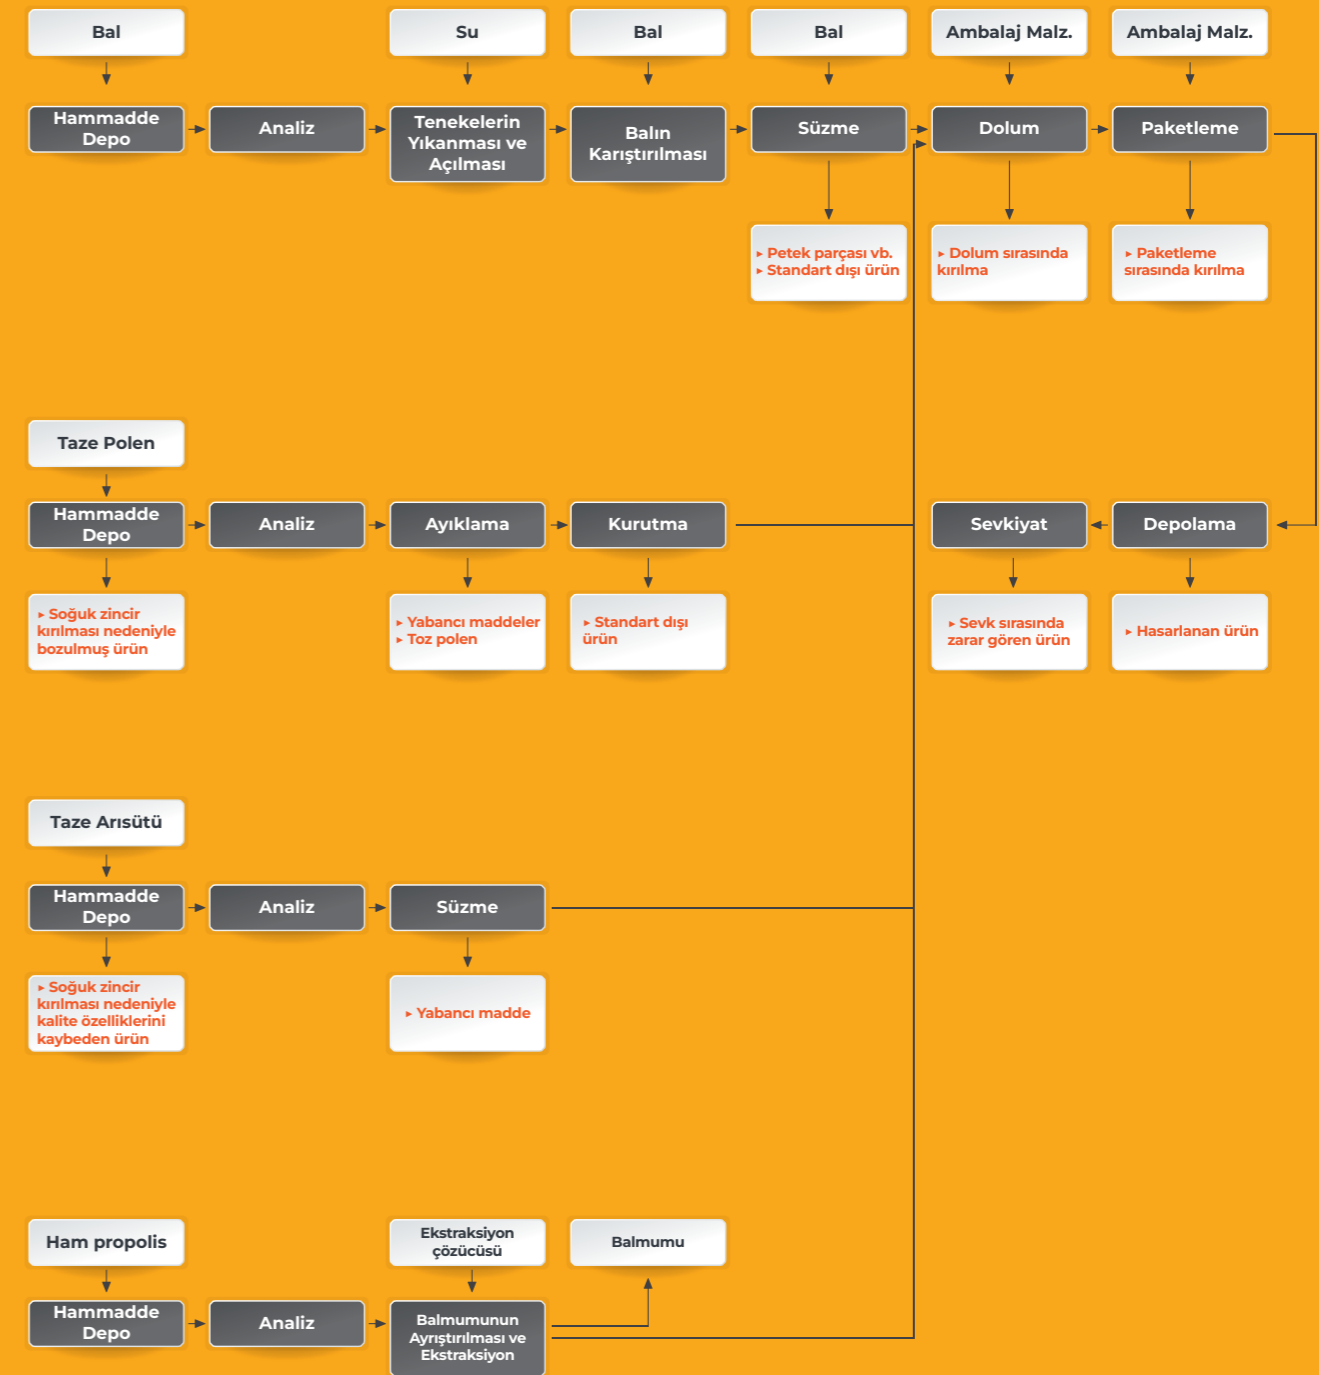 Bal
Su
Bal
Bal
Ambalaj Malz.
Ambalaj Malz.
Hammadde
Depo
Analiz
Tenekelerin
Yıkanması ve
Açılması
Balın
Karıştırılması
Süzme
Dolum
Paketleme
▸ Petek parçası vb.
▸ Standart dışı ürün
▸ Dolum sırasında
kırılma
▸ Paketleme
sırasında kırılma
Taze Polen
Hammadde
Depo
Analiz
Ayıklama
Kurutma
Sevkiyat
Depolama
▸ Soğuk zincir
kırılması nedeniyle
bozulmuş ürün
▸ Yabancı maddeler
▸ Toz polen
▸ Standart dışı
ürün
▸ Sevk sırasında
zarar gören ürün
▸ Hasarlanan ürün
Taze Arısütü
Hammadde
Depo
Analiz
Süzme
▸ Soğuk zincir
kırılması nedeniyle
kalite özelliklerini
kaybeden ürün
▸ Yabancı madde
Ham propolis
Ekstraksiyon
çözücüsü
Balmumu
Hammadde
Depo
Analiz
Balmumunun
Ayrıştırılması ve
Ekstraksiyon